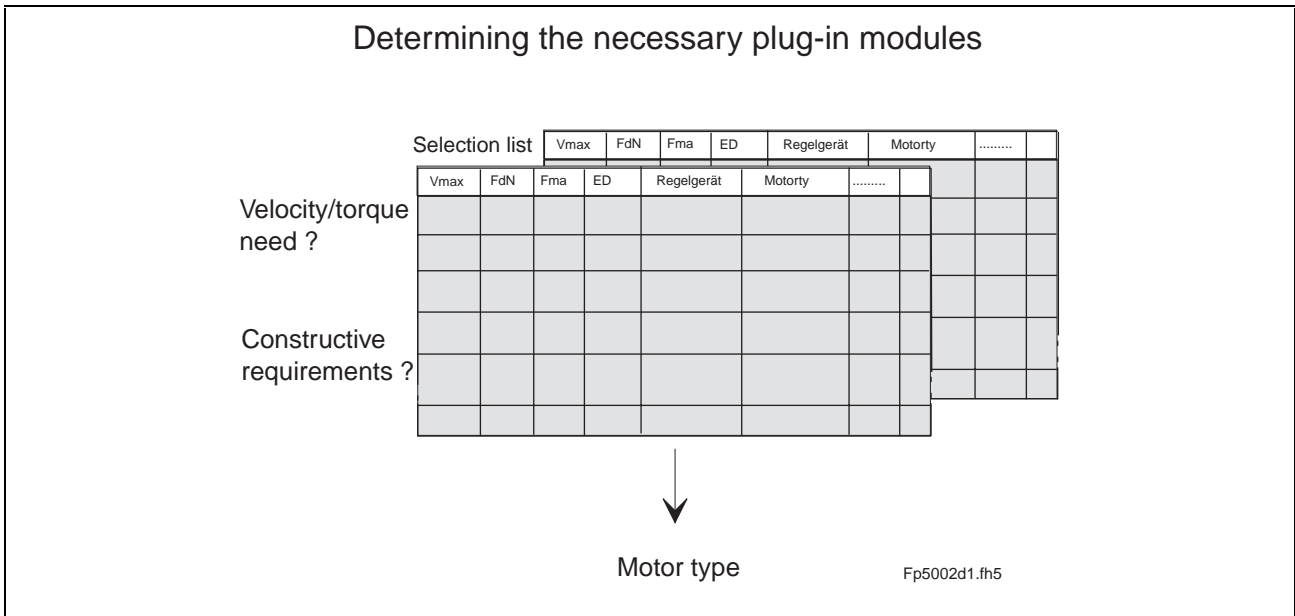 Determining the necessary plug-in modules
Selection list
Vmax FdN Fma ED Regelgerät Motorty .........
Vmax FdN Fma ED Regelgerät Motorty .........
Velocity/torque
need ?
Constructive
requirements ?
Motor type
Fp5002d1.fh5